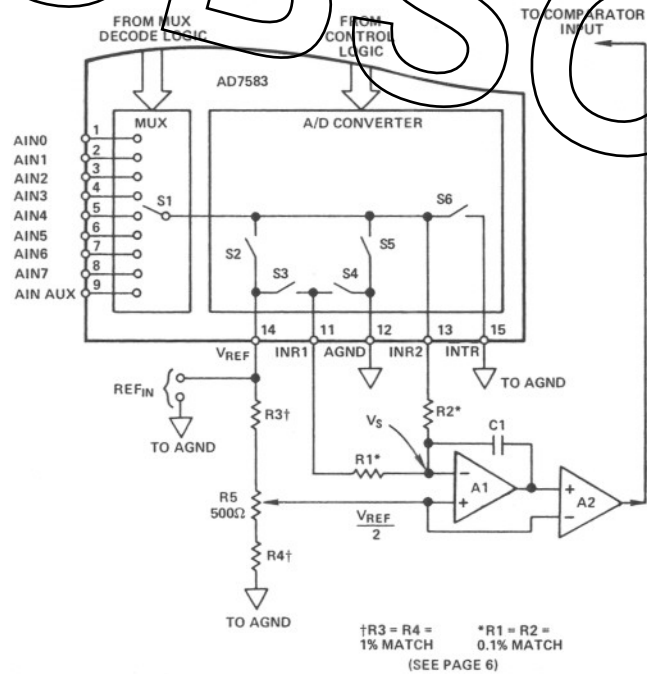 FROM MUX
DECODE LOGIC
FROM
CONTROL
LOGIC
TO COMPARATOR
INPUT
AD7583
MUX
A/D CONVERTER
AIN0 1
AIN1 2
AIN2 3
AIN3 4
AIN4 5
AIN5 6
AIN6 7
AIN7 8
AIN AUX 9
S1
S2
S3
S4
S5
S6
14 11 12 13 15
VREF INR1 AGND INR2 INTR
REFIN
TO AGND
TO AGND
R3†
R2*
C1
VS
R1*
A1
A2
R5
500Ω
VREF
2
R4†
TO AGND
†R3 = R4 =
1% MATCH
*R1 = R2 =
0.1% MATCH
(SEE PAGE 6)